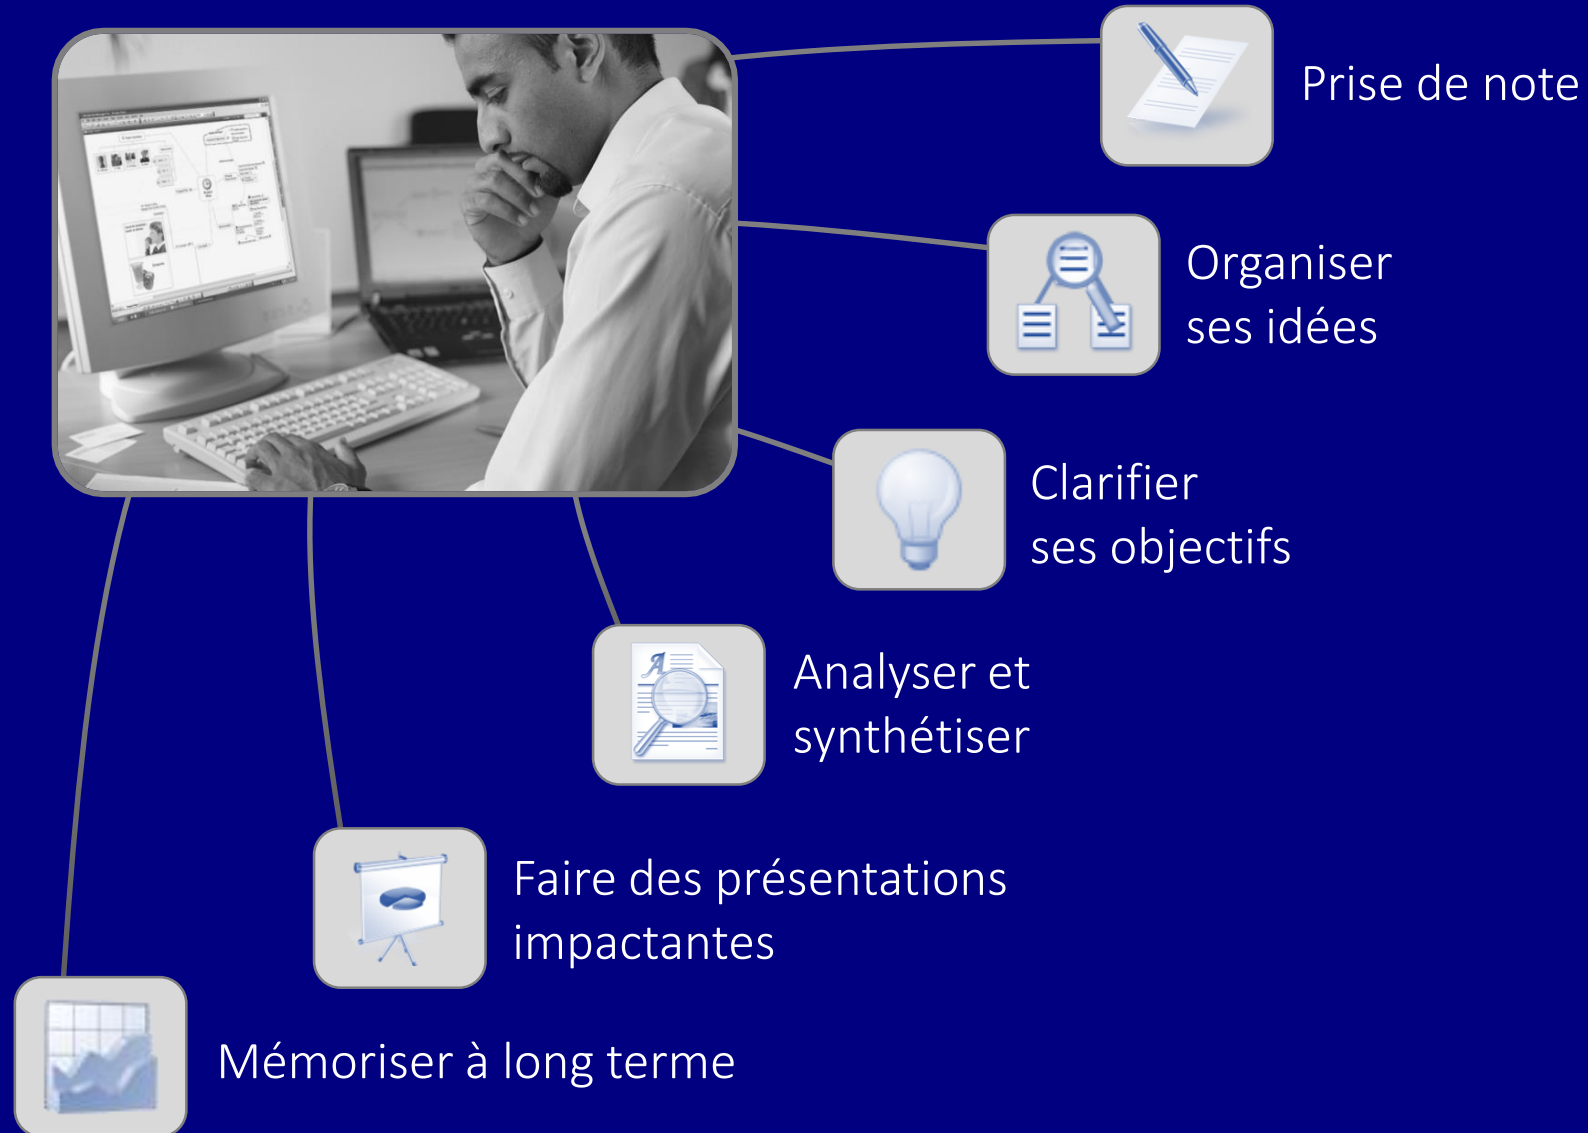 Prise de note
Organiser
ses idées
Clarifier
ses objectifs
Analyser et
synthétiser
Faire des présentations
impactantes
Mémoriser à long terme